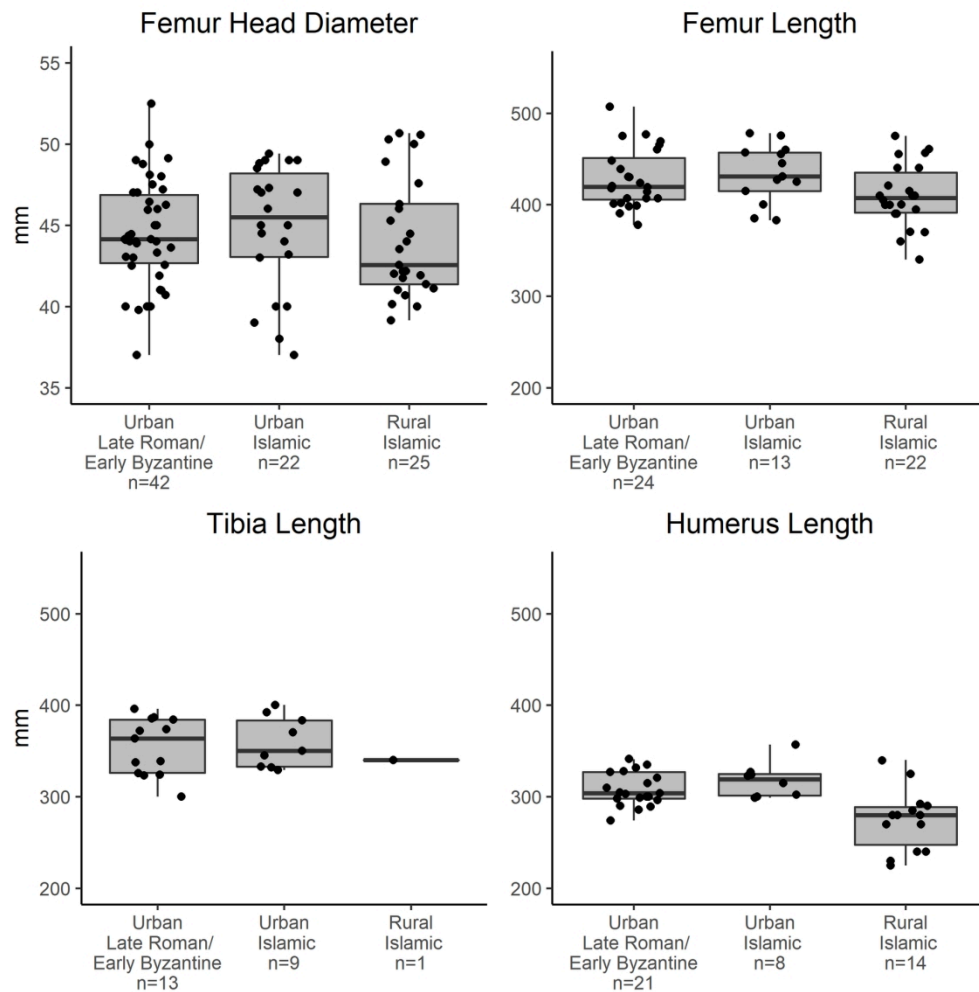 Femur Head Diameter
mm
55
50
45
40
35
Urban
Late Roman/
Early Byzantine
n=42
Urban
Islamic
n=22
Rural
Islamic
n=25
Femur Length
500
400
300
200
Urban
Late Roman/
Early Byzantine
n=24
Urban
Islamic
n=13
Rural
Islamic
n=22
Tibia Length
mm
500
400
300
200
Urban
Late Roman/
Early Byzantine
n=13
Urban
Islamic
n=9
Rural
Islamic
n=1
Humerus Length
500
400
300
200
Urban
Late Roman/
Early Byzantine
n=21
Urban
Islamic
n=8
Rural
Islamic
n=14